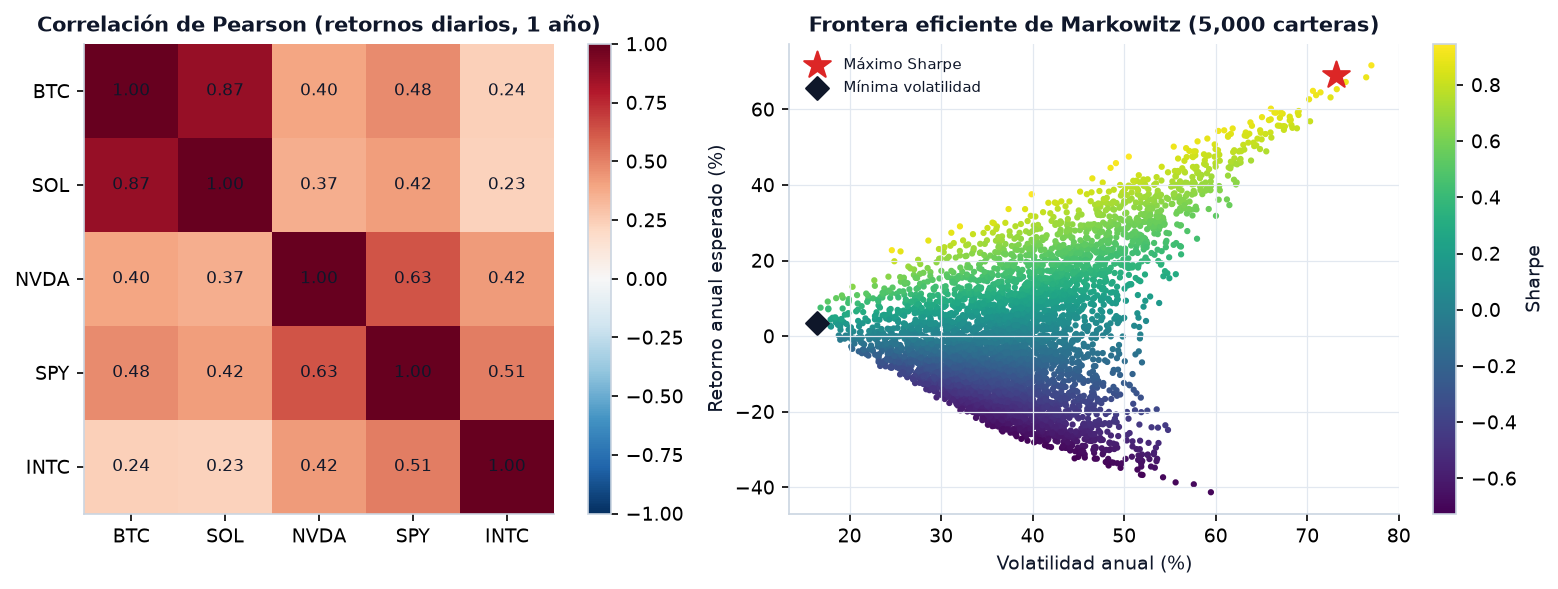 Correlación de Pearson (retornos diarios, 1 año)
BTC 1.00 0.87 0.40 0.48 0.24
SOL 0.87 1.00 0.37 0.42 0.23
NVDA 0.40 0.37 1.00 0.63 0.42
SPY 0.48 0.42 0.63 1.00 0.51
INTC 0.24 0.23 0.42 0.51 1.00
BTC SOL NVDA SPY INTC
1.00
0.75
0.50
0.25
0.00
−0.25
−0.50
−0.75
−1.00
Frontera eficiente de Markowitz (5,000 carteras)
Máximo Sharpe
Mínima volatilidad
Retorno anual esperado (%)
60
40
20
0
−20
−40
20 30 40 50 60 70 80
Volatilidad anual (%)
0.8
0.6
0.4
0.2
0.0
−0.2
−0.4
−0.6
Sharpe